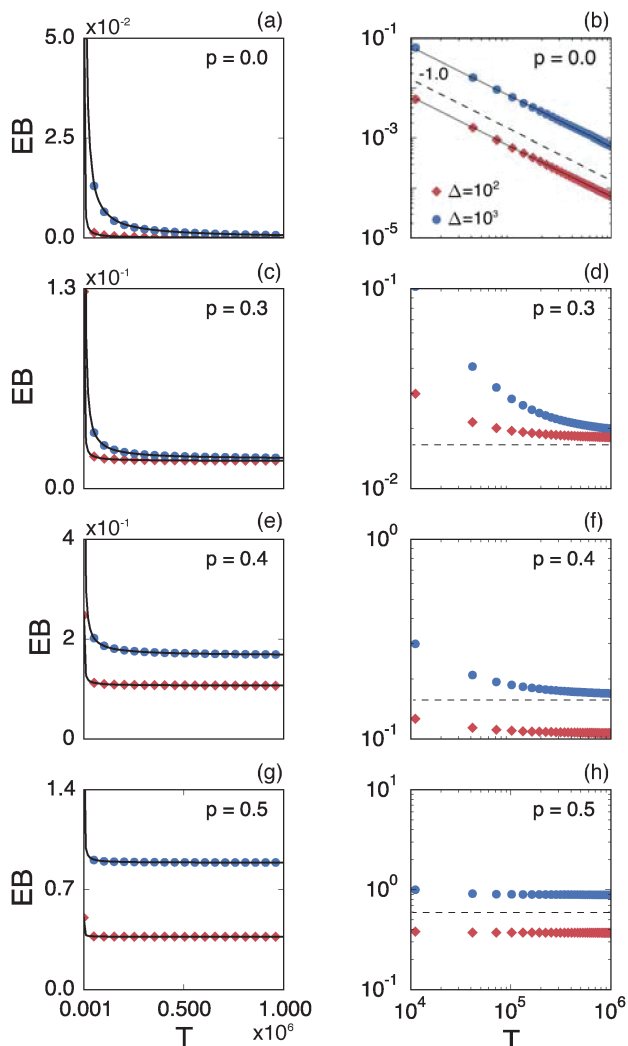 (a)
x10⁻²
5.0
2.5
0.0
EB
p = 0.0
(b)
10⁻¹
10⁻³
10⁻⁵
p = 0.0
-1.0
Δ=10²
Δ=10³
(c)
x10⁻¹
1.3
0.0
EB
p = 0.3
(d)
10⁻¹
10⁻²
p = 0.3
(e)
x10⁻¹
4
2
0
EB
p = 0.4
(f)
10⁰
10⁻¹
p = 0.4
(g)
1.4
0.7
0.0
EB
p = 0.5
0.001 0.500 1.000
T x10⁶
(h)
10¹
10⁰
10⁻¹
p = 0.5
10⁴ 10⁵ 10⁶
T